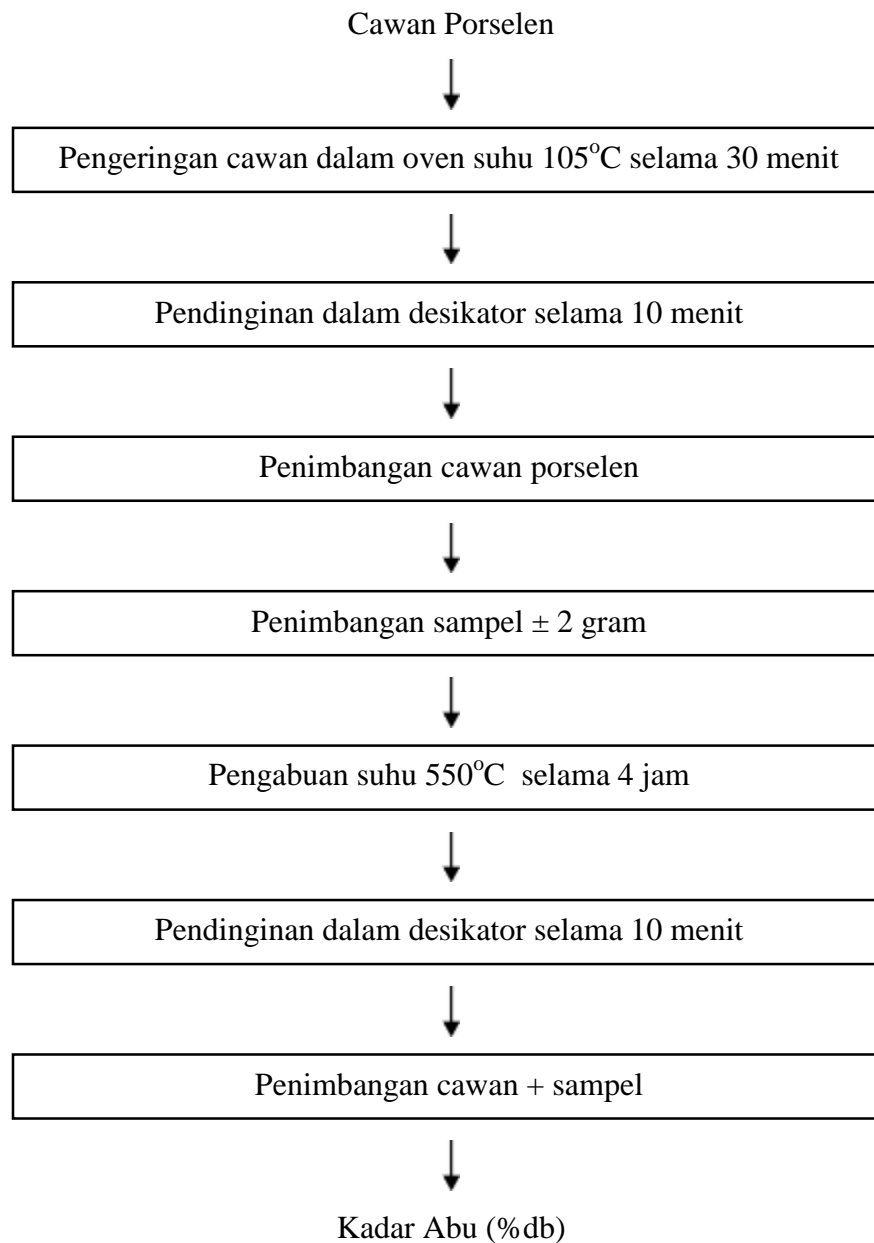 Cawan Porselen
Pengeringan cawan dalam oven suhu 105°C selama 30 menit
Pendinginan dalam desikator selama 10 menit
Penimbangan cawan porselen
Penimbangan sampel ± 2 gram
Pengabuan suhu 550°C selama 4 jam
Pendinginan dalam desikator selama 10 menit
Penimbangan cawan + sampel
Kadar Abu (%db)